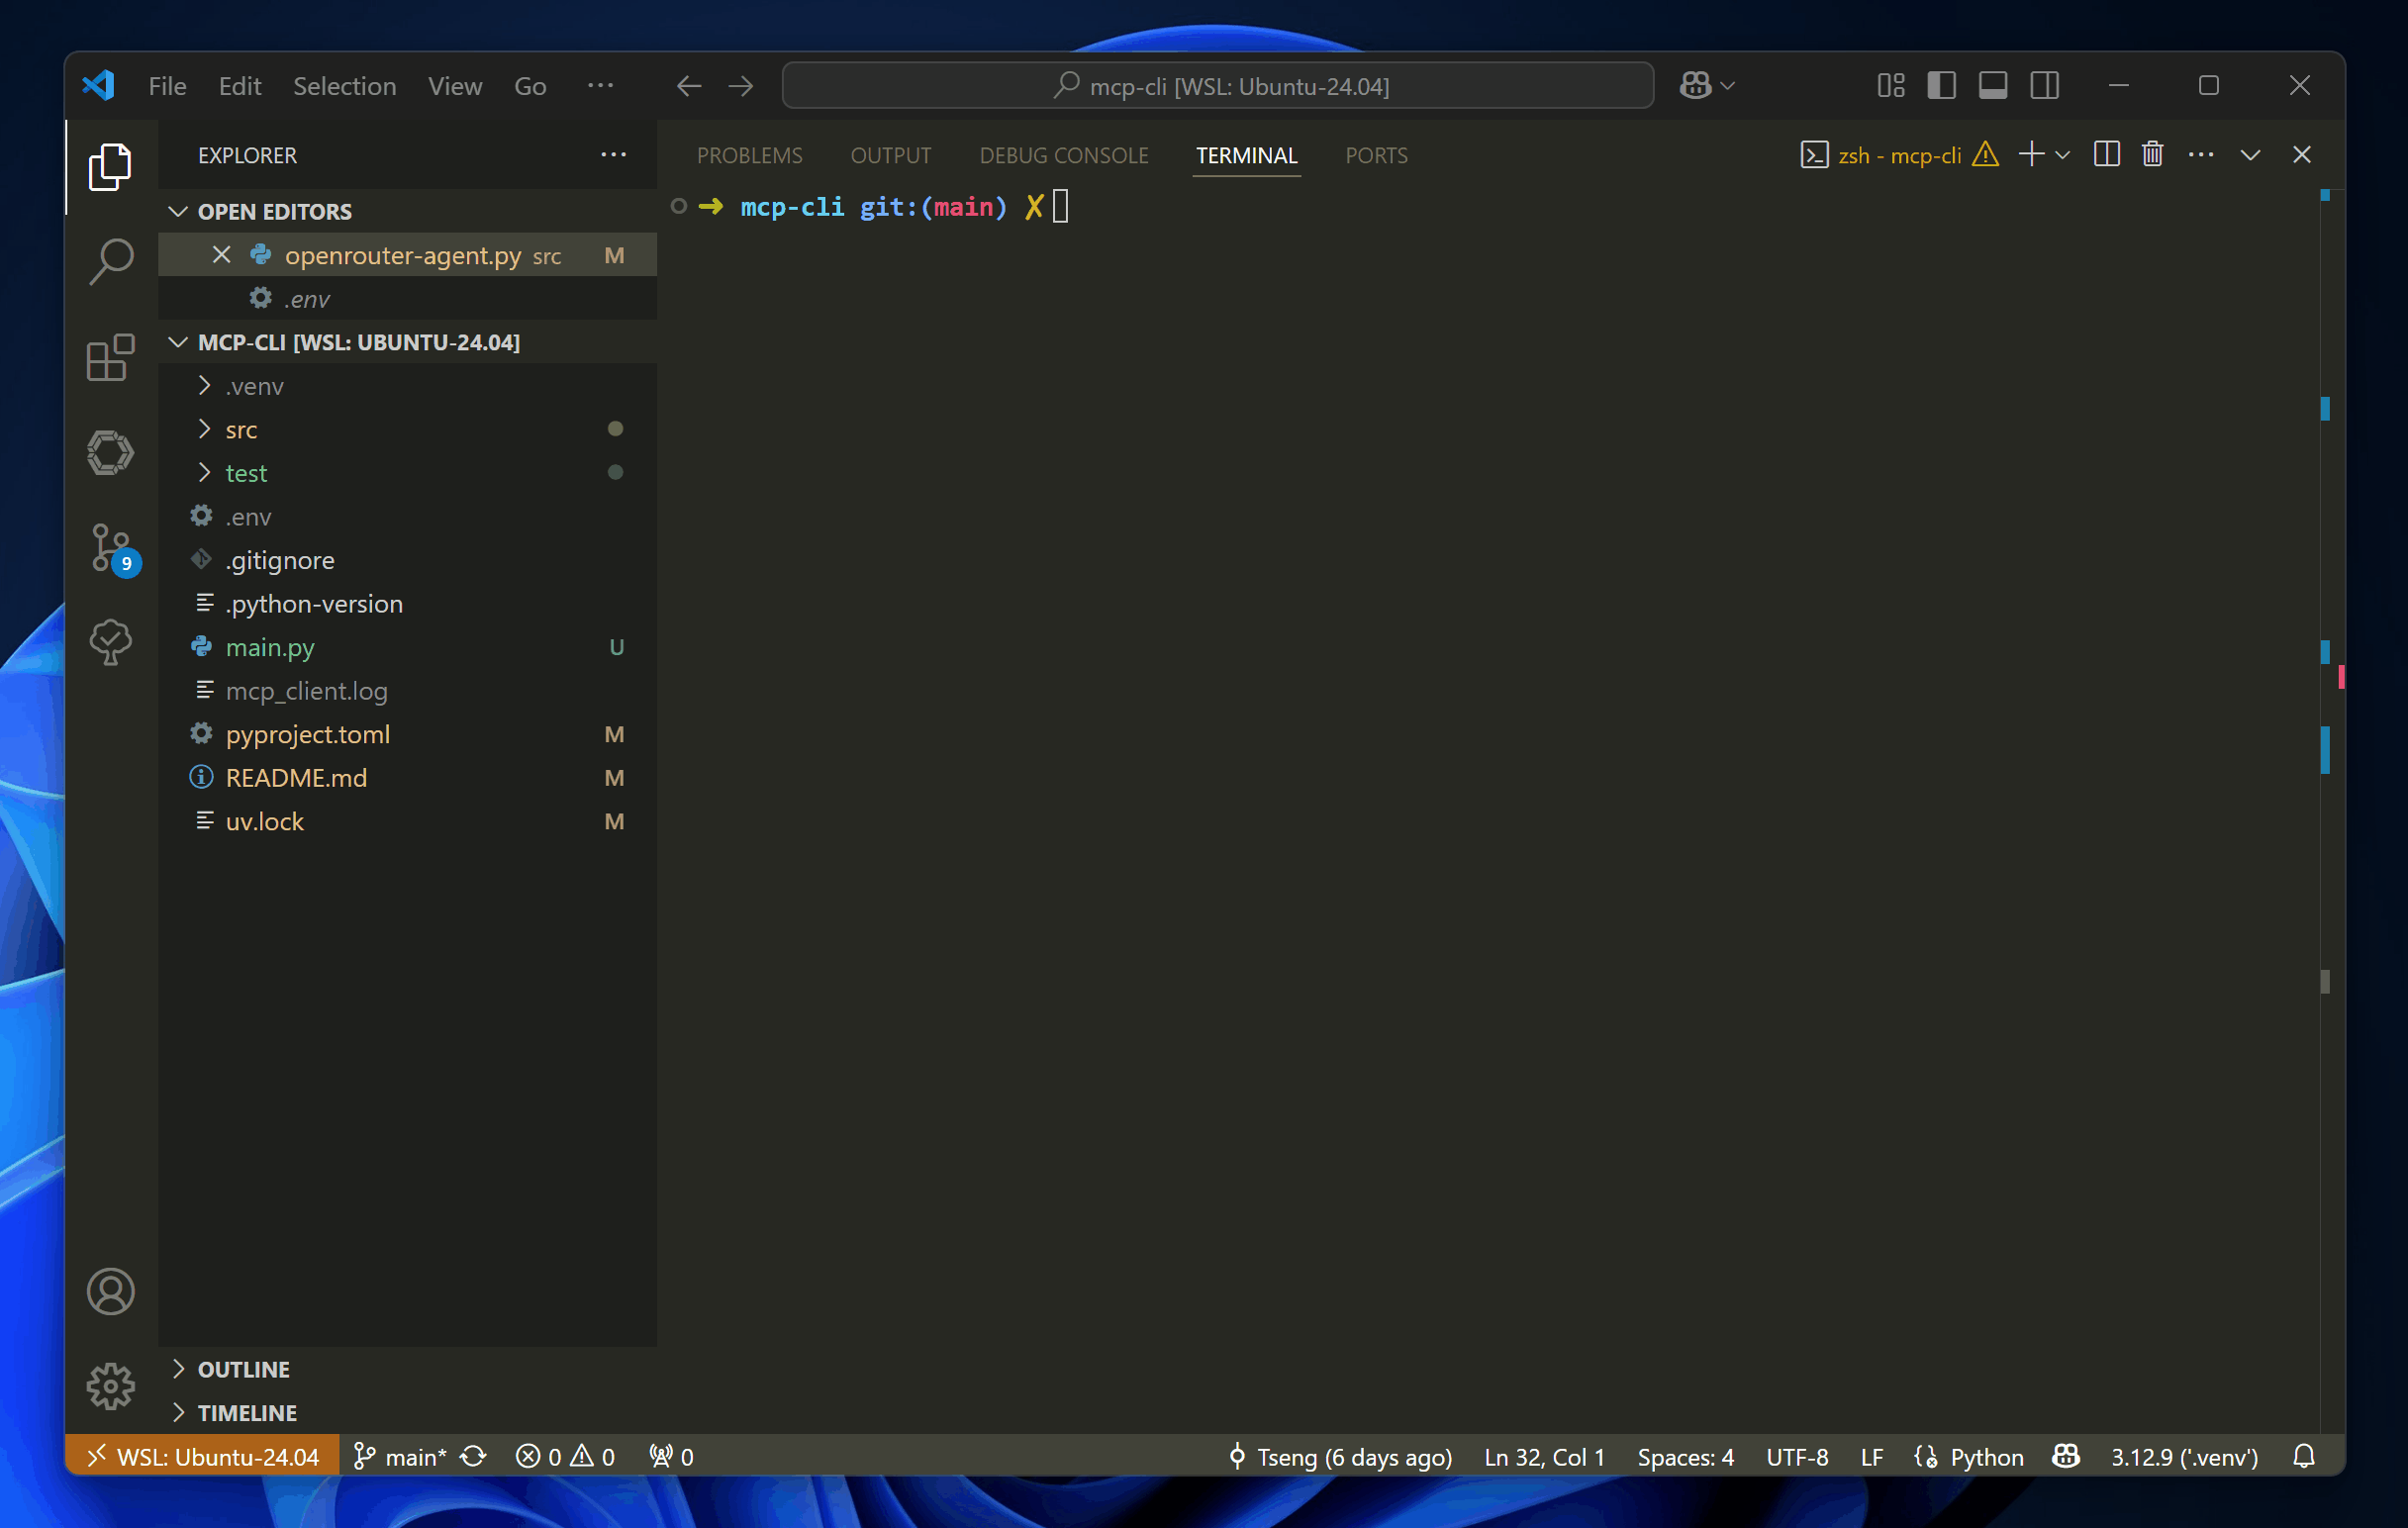 File Edit Selection View Go ··· mcp-cli [WSL: Ubuntu-24.04]
EXPLORER ···
OPEN EDITORS
openrouter-agent.py src M
.env
MCP-CLI [WSL: UBUNTU-24.04]
.venv
src
test
.env
.gitignore
.python-version
main.py U
mcp_client.log
pyproject.toml M
README.md M
uv.lock M
OUTLINE
TIMELINE
9
PROBLEMS OUTPUT DEBUG CONSOLE TERMINAL PORTS zsh - mcp-cli
➜ mcp-cli git:(main) ✗
WSL: Ubuntu-24.04 main* 0 0 0 Tseng (6 days ago) Ln 32, Col 1 Spaces: 4 UTF-8 LF Python 3.12.9 ('.venv')